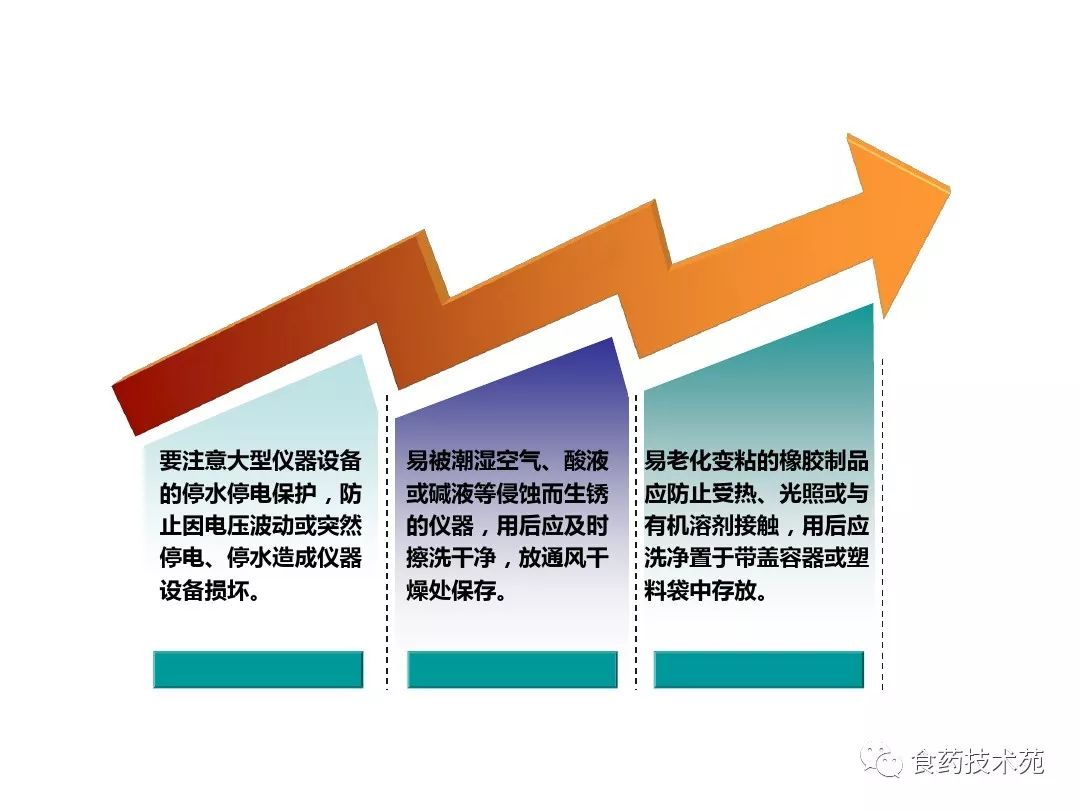 要注意大型仪器设备
的停水停电保护，防
止因电压波动或突然
停电、停水造成仪器
设备损坏。
易被潮湿空气、酸液
或碱液等侵蚀而生锈
的仪器，用后应及时
擦洗干净，放通风干
燥处保存。
易老化变粘的橡胶制品
应防止受热、光照或与
有机溶剂接触，用后应
洗净置于带盖容器或塑
料袋中存放。
食药技术苑